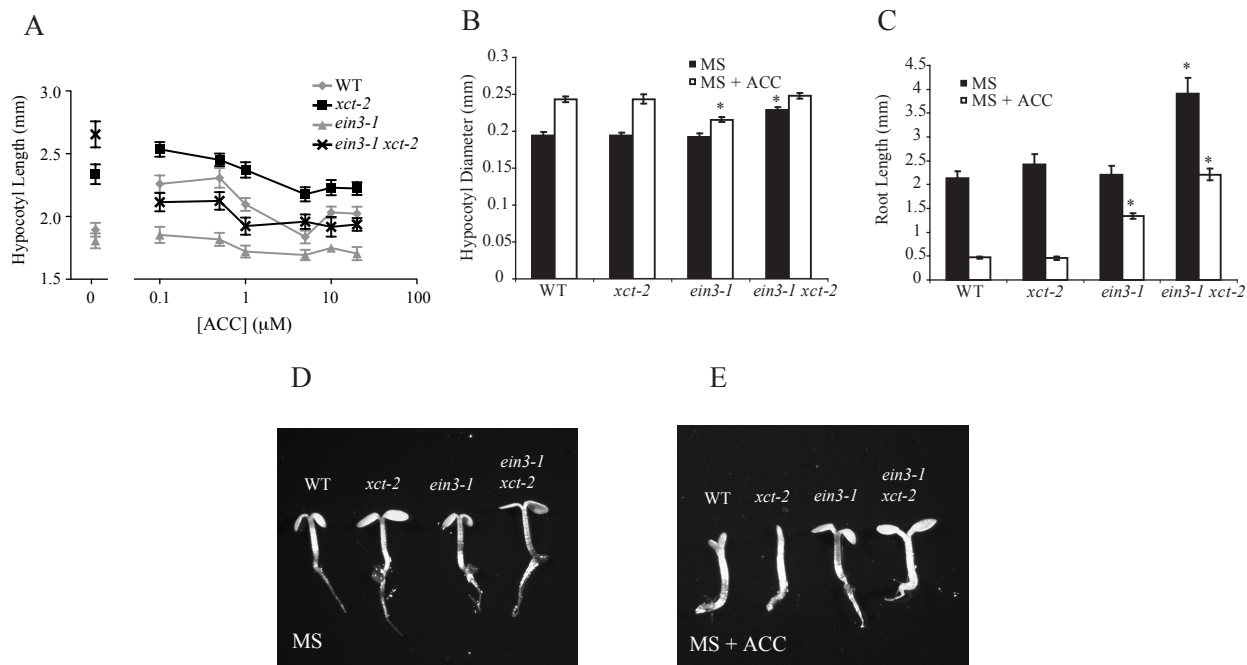 A
Hypocotyl Length (mm)
3.0
2.5
2.0
1.5
0
0.1
1
10
100
[ACC] (µM)
WT
xct-2
ein3-1
ein3-1 xct-2
B
Hypocotyl Diameter (mm)
0.3
0.25
0.2
0.15
0.1
0.05
0
MS
MS + ACC
*
*
WT
xct-2
ein3-1
ein3-1 xct-2
C
Root Length (mm)
4.5
4
3.5
3
2.5
2
1.5
1
0.5
0
MS
MS + ACC
*
*
*
WT
xct-2
ein3-1
ein3-1 xct-2
D
WT
xct-2
ein3-1
ein3-1
xct-2
MS
E
WT
xct-2
ein3-1
ein3-1
xct-2
MS + ACC